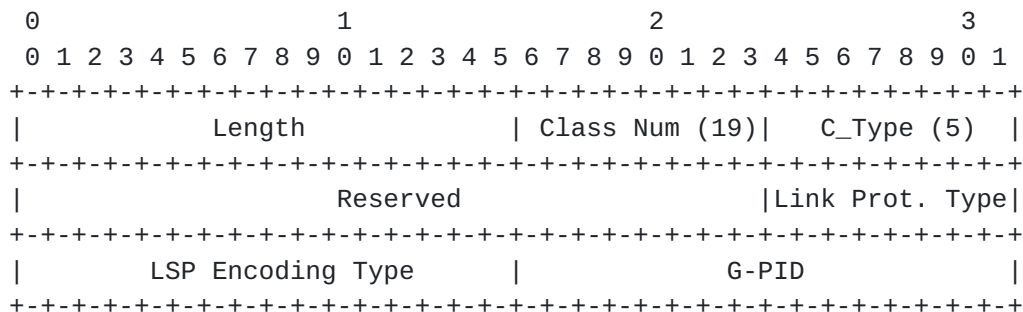 0                   1                   2                   3
 0 1 2 3 4 5 6 7 8 9 0 1 2 3 4 5 6 7 8 9 0 1 2 3 4 5 6 7 8 9 0 1
+-+-+-+-+-+-+-+-+-+-+-+-+-+-+-+-+-+-+-+-+-+-+-+-+-+-+-+-+-+-+-+-+
|            Length             | Class Num (19)|   C_Type (5)  |
+-+-+-+-+-+-+-+-+-+-+-+-+-+-+-+-+-+-+-+-+-+-+-+-+-+-+-+-+-+-+-+-+
|                    Reserved                   |Link Prot. Type|
+-+-+-+-+-+-+-+-+-+-+-+-+-+-+-+-+-+-+-+-+-+-+-+-+-+-+-+-+-+-+-+-+
|        LSP Encoding Type      |             G-PID             |
+-+-+-+-+-+-+-+-+-+-+-+-+-+-+-+-+-+-+-+-+-+-+-+-+-+-+-+-+-+-+-+-+